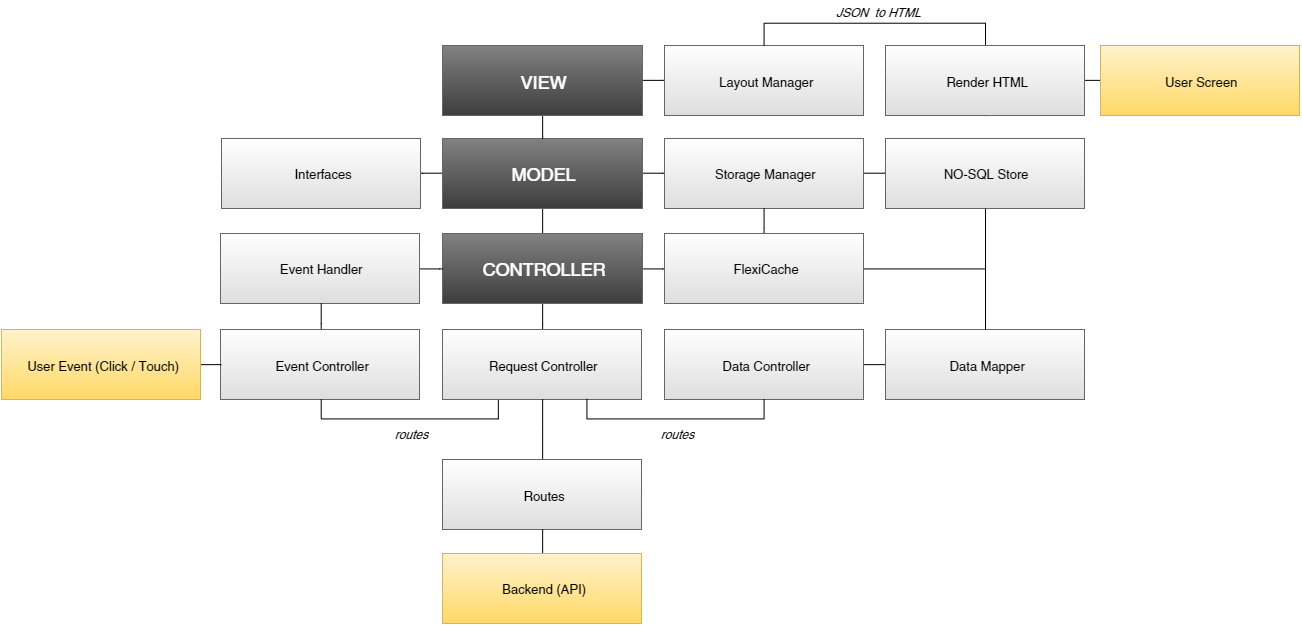 JSON  to HTML
VIEW
Layout Manager
Render HTML
User Screen
Interfaces
MODEL
Storage Manager
NO-SQL Store
Event Handler
CONTROLLER
FlexiCache
User Event (Click / Touch)
Event Controller
Request Controller
Data Controller
Data Mapper
routes
routes
Routes
Backend (API)